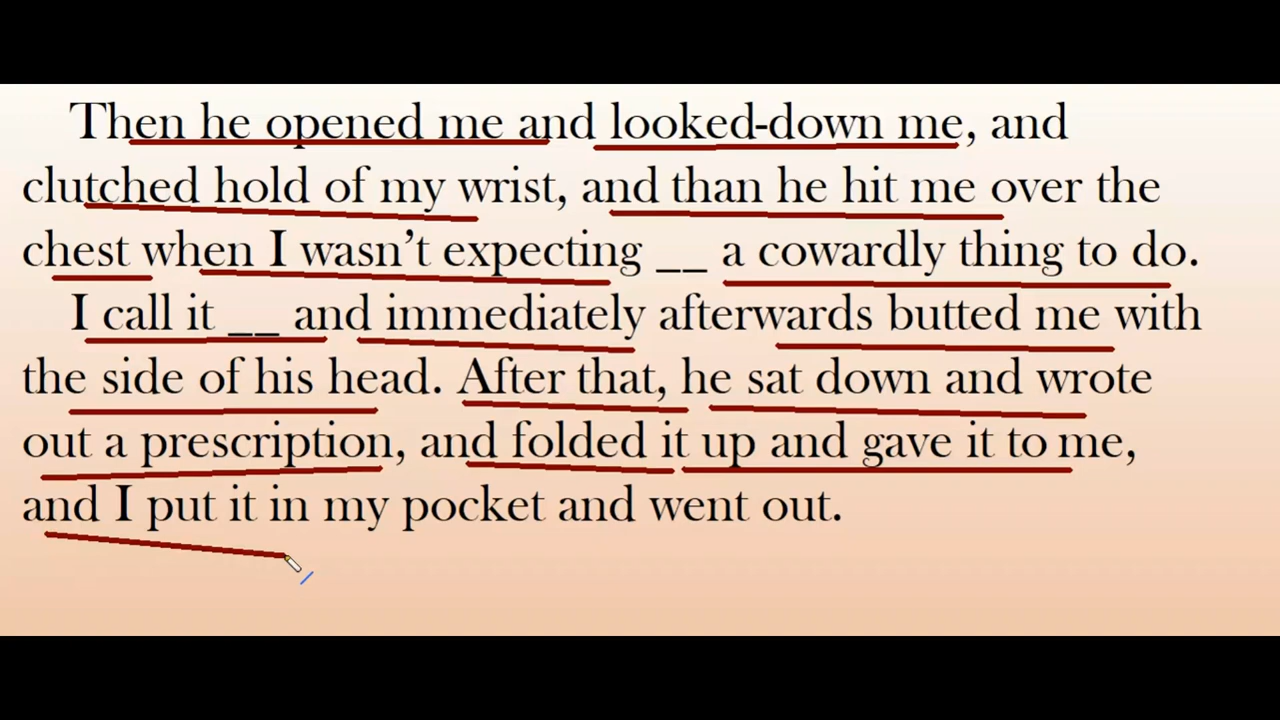 Then he opened me and looked-down me, and
clutched hold of my wrist, and than he hit me over the
chest when I wasn't expecting __ a cowardly thing to do.
I call it __ and immediately afterwards butted me with
the side of his head. After that, he sat down and wrote
out a prescription, and folded it up and gave it to me,
and I put it in my pocket and went out.